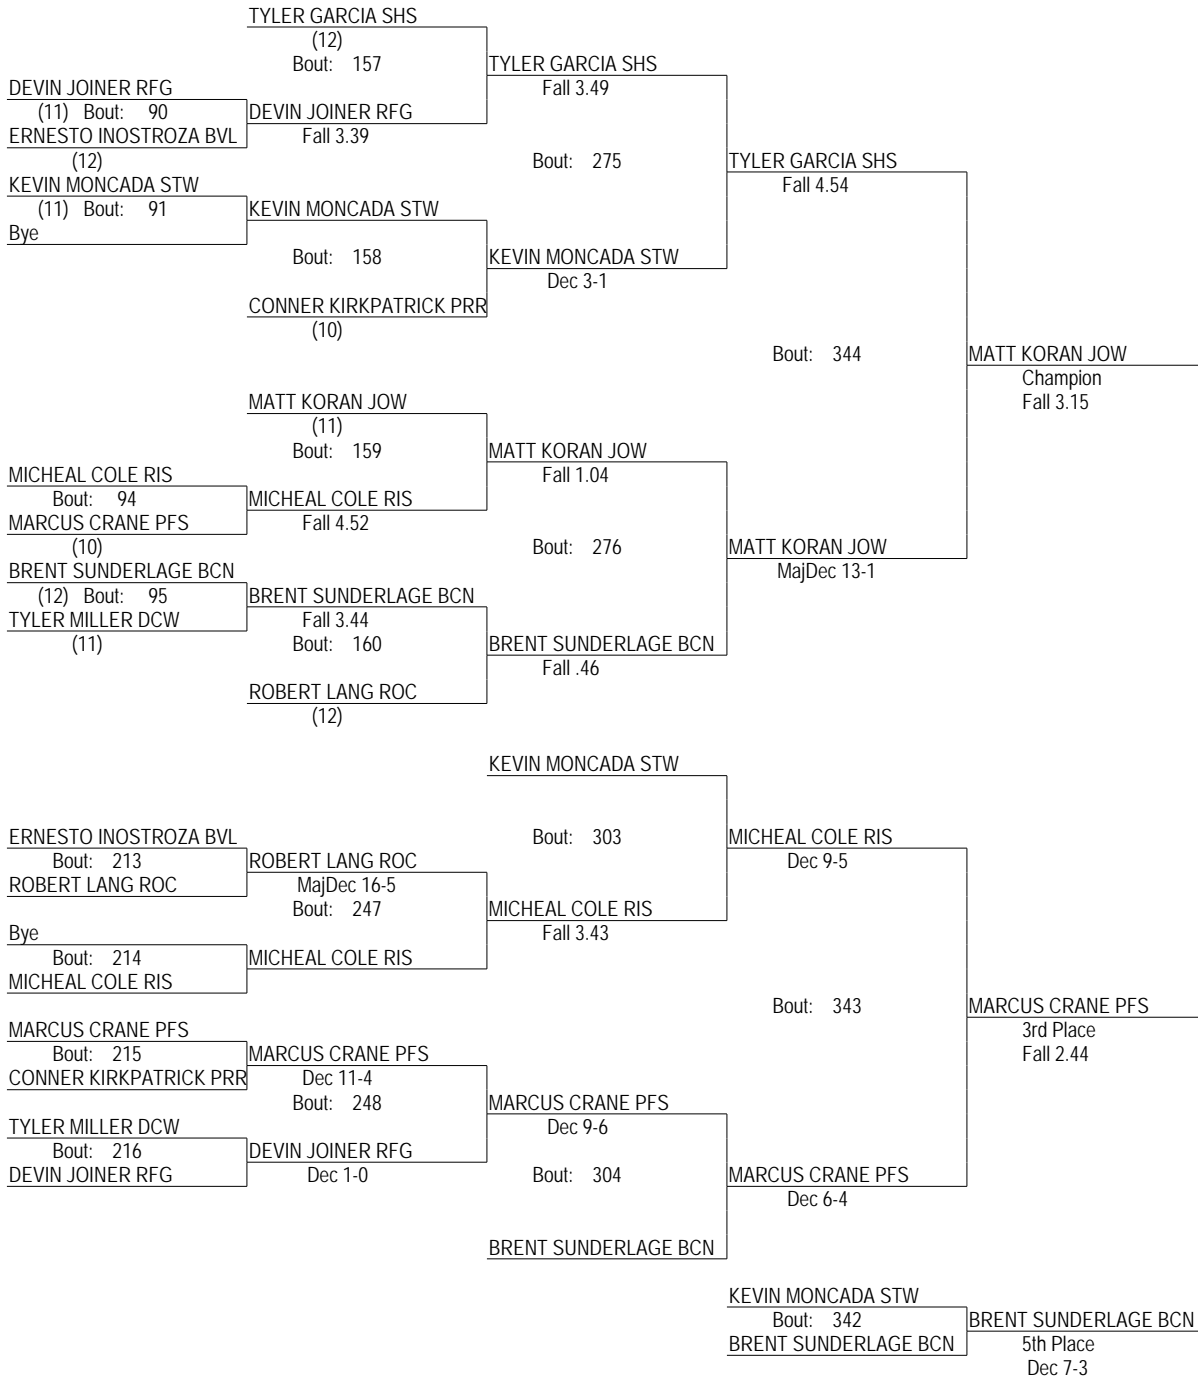 TYLER GARCIA SHS
(12)
Bout: 157
TYLER GARCIA SHS
Fall 3.49
DEVIN JOINER RFG
(11) Bout: 90
DEVIN JOINER RFG
Fall 3.39
ERNESTO INOSTROZA BVL
(12)
Bout: 275
TYLER GARCIA SHS
Fall 4.54
KEVIN MONCADA STW
(11) Bout: 91
KEVIN MONCADA STW
Bye
Bout: 158
KEVIN MONCADA STW
Dec 3-1
CONNER KIRKPATRICK PRR
(10)
Bout: 344
MATT KORAN JOW
Champion
Fall 3.15
MATT KORAN JOW
(11)
Bout: 159
MATT KORAN JOW
Fall 1.04
MICHEAL COLE RIS
Bout: 94
MICHEAL COLE RIS
Fall 4.52
MARCUS CRANE PFS
(10)
Bout: 276
MATT KORAN JOW
MajDec 13-1
BRENT SUNDERLAGE BCN
(12) Bout: 95
BRENT SUNDERLAGE BCN
Fall 3.44
TYLER MILLER DCW
(11)
Bout: 160
BRENT SUNDERLAGE BCN
Fall .46
ROBERT LANG ROC
(12)
KEVIN MONCADA STW
Bout: 303
MICHEAL COLE RIS
Dec 9-5
ERNESTO INOSTROZA BVL
Bout: 213
ROBERT LANG ROC
MajDec 16-5
ROBERT LANG ROC
Bout: 247
MICHEAL COLE RIS
Fall 3.43
Bye
Bout: 214
MICHEAL COLE RIS
MICHEAL COLE RIS
Bout: 343
MARCUS CRANE PFS
3rd Place
Fall 2.44
MARCUS CRANE PFS
Bout: 215
MARCUS CRANE PFS
Dec 11-4
CONNER KIRKPATRICK PRR
Bout: 248
MARCUS CRANE PFS
Dec 9-6
TYLER MILLER DCW
Bout: 216
DEVIN JOINER RFG
Dec 1-0
DEVIN JOINER RFG
Bout: 304
MARCUS CRANE PFS
Dec 6-4
BRENT SUNDERLAGE BCN
KEVIN MONCADA STW
Bout: 342
BRENT SUNDERLAGE BCN
5th Place
Dec 7-3
BRENT SUNDERLAGE BCN